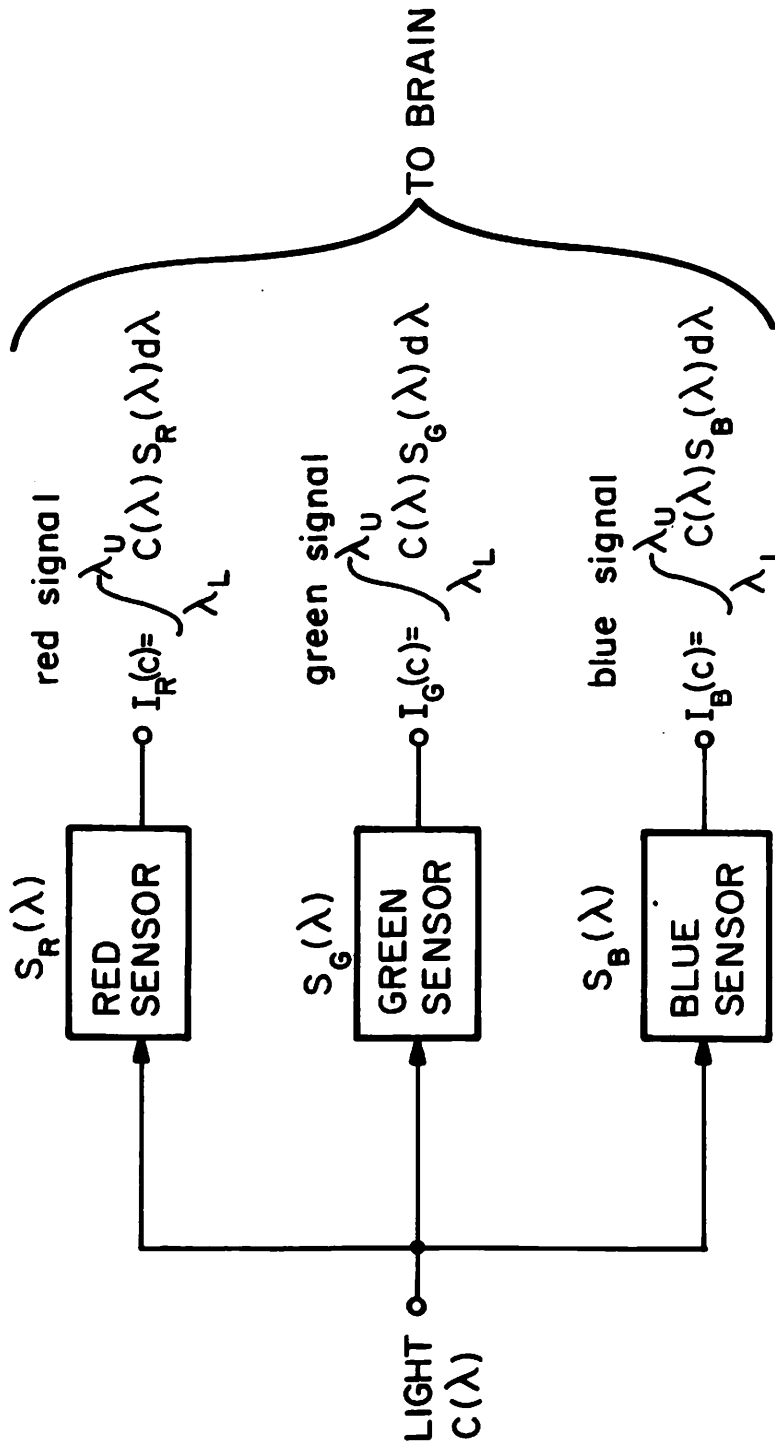 LIGHT
C(λ)
S_R(λ)
RED
SENSOR
red signal
I_R(c)= ∫_{λ_L}^{λ_U} C(λ) S_R(λ) dλ
S_G(λ)
GREEN
SENSOR
green signal
I_G(c)= ∫_{λ_L}^{λ_U} C(λ) S_G(λ) dλ
S_B(λ)
BLUE
SENSOR
blue signal
I_B(c)= ∫_{λ_L}^{λ_U} C(λ) S_B(λ) dλ
TO BRAIN